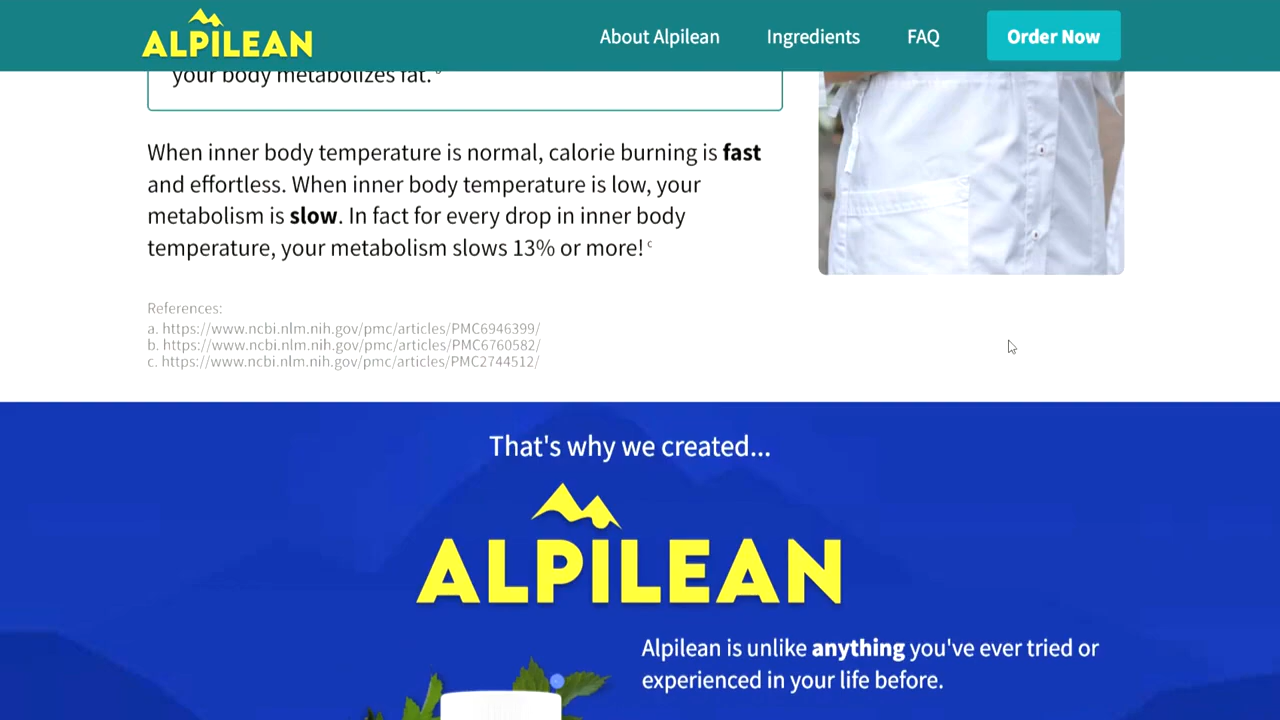 ALPILEAN
About Alpilean
Ingredients
FAQ
Order Now
your body metabolizes fat. b
When inner body temperature is normal, calorie burning is fast
and effortless. When inner body temperature is low, your
metabolism is slow. In fact for every drop in inner body
temperature, your metabolism slows 13% or more! c
References:
a. https://www.ncbi.nlm.nih.gov/pmc/articles/PMC6946399/
b. https://www.ncbi.nlm.nih.gov/pmc/articles/PMC6760582/
c. https://www.ncbi.nlm.nih.gov/pmc/articles/PMC2744512/
That's why we created...
ALPILEAN
Alpilean is unlike anything you've ever tried or
experienced in your life before.